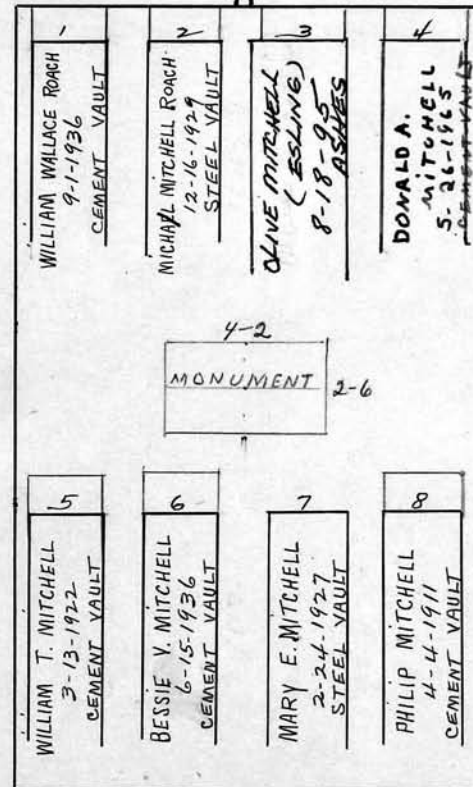 1
WILLIAM WALLACE ROACH
9-1-1936
CEMENT VAULT
2
MICHAEL MITCHELL ROACH
12-16-1929
STEEL VAULT
3
OLIVE MITCHELL
(ESLING)
8-18-95
ASHES
4
DONALD A.
MITCHELL
5-26-1965
CEMENT VAULT
4-2
MONUMENT
2-6
5
WILLIAM T. MITCHELL
3-13-1922
CEMENT VAULT
6
BESSIE V. MITCHELL
6-15-1936
CEMENT VAULT
7
MARY E. MITCHELL
2-24-1927
STEEL VAULT
8
PHILIP MITCHELL
4-4-1911
CEMENT VAULT